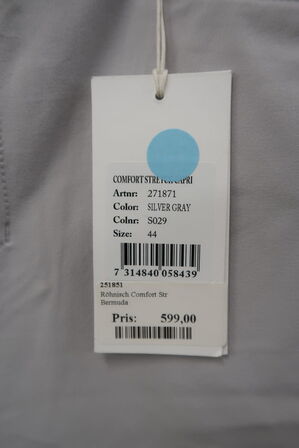 COMFORT STRETCH CAPRI
Artnr: 271871
Color: SILVER GRAY
Colnr: S029
Size: 44
7 314840 058439
251851
Röhnisch Comfort Str
Bermuda
Pris: 599,00